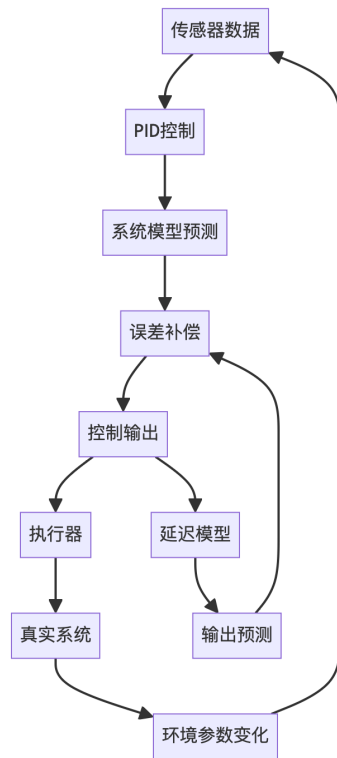 传感器数据
PID控制
系统模型预测
误差补偿
控制输出
执行器
延迟模型
真实系统
输出预测
环境参数变化